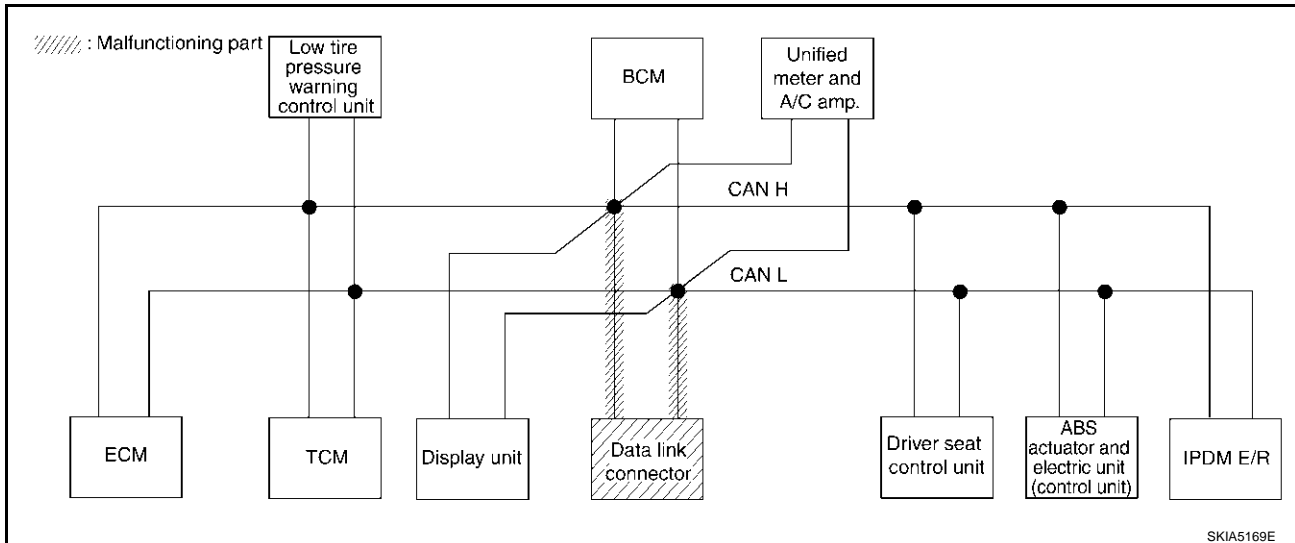 : Malfunctioning part
Low tire
pressure
warning
control unit
BCM
Unified
meter and
A/C amp.
CAN H
CAN L
ECM
TCM
Display unit
Data link
connector
Driver seat
control unit
ABS
actuator and
electric unit
(control unit)
IPDM E/R
SKIA5169E